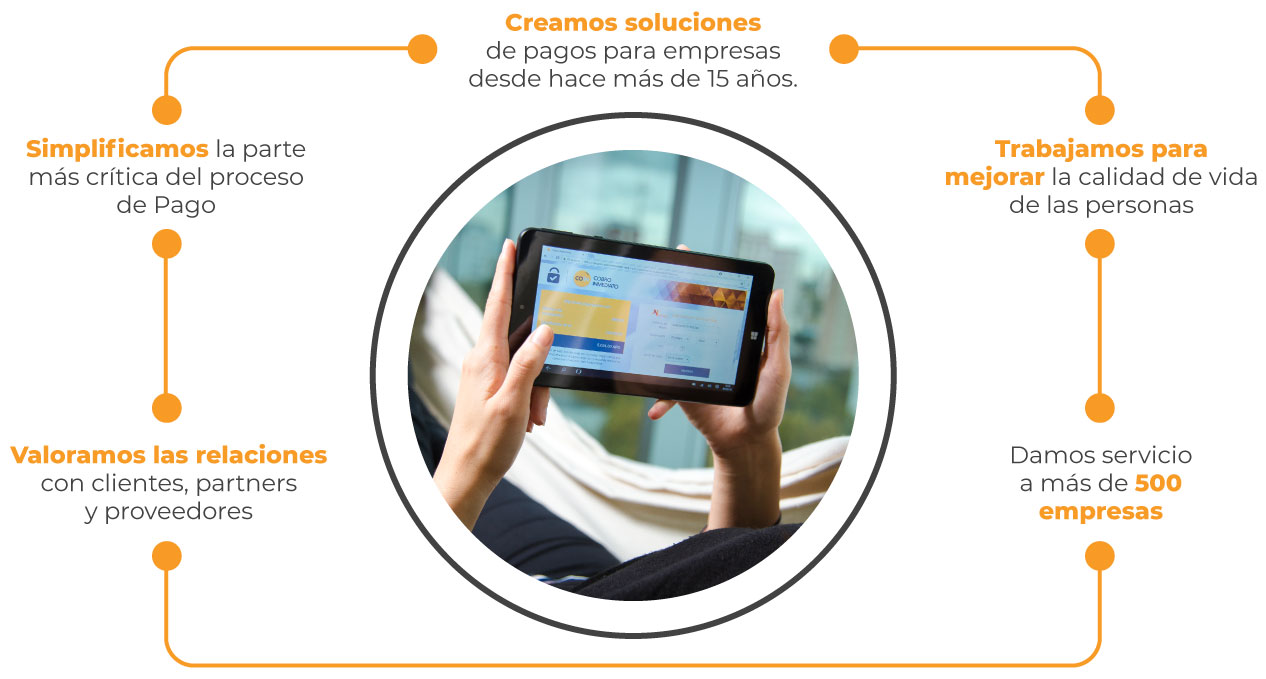 Creamos soluciones
de pagos para empresas
desde hace más de 15 años.
Simplificamos la parte
más crítica del proceso
de Pago
Trabajamos para
mejorar la calidad de vida
de las personas
Valoramos las relaciones
con clientes, partners
y proveedores
Damos servicio
a más de 500
empresas
COBRO
INMEDIATO